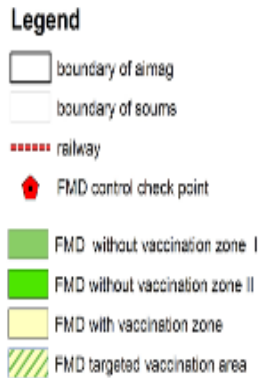 Legend
boundary of aimag
boundary of soums
railway
FMD control check point
FMD without vaccination zone I
FMD without vaccination zone II
FMD with vaccination zone
FMD targeted vaccination area